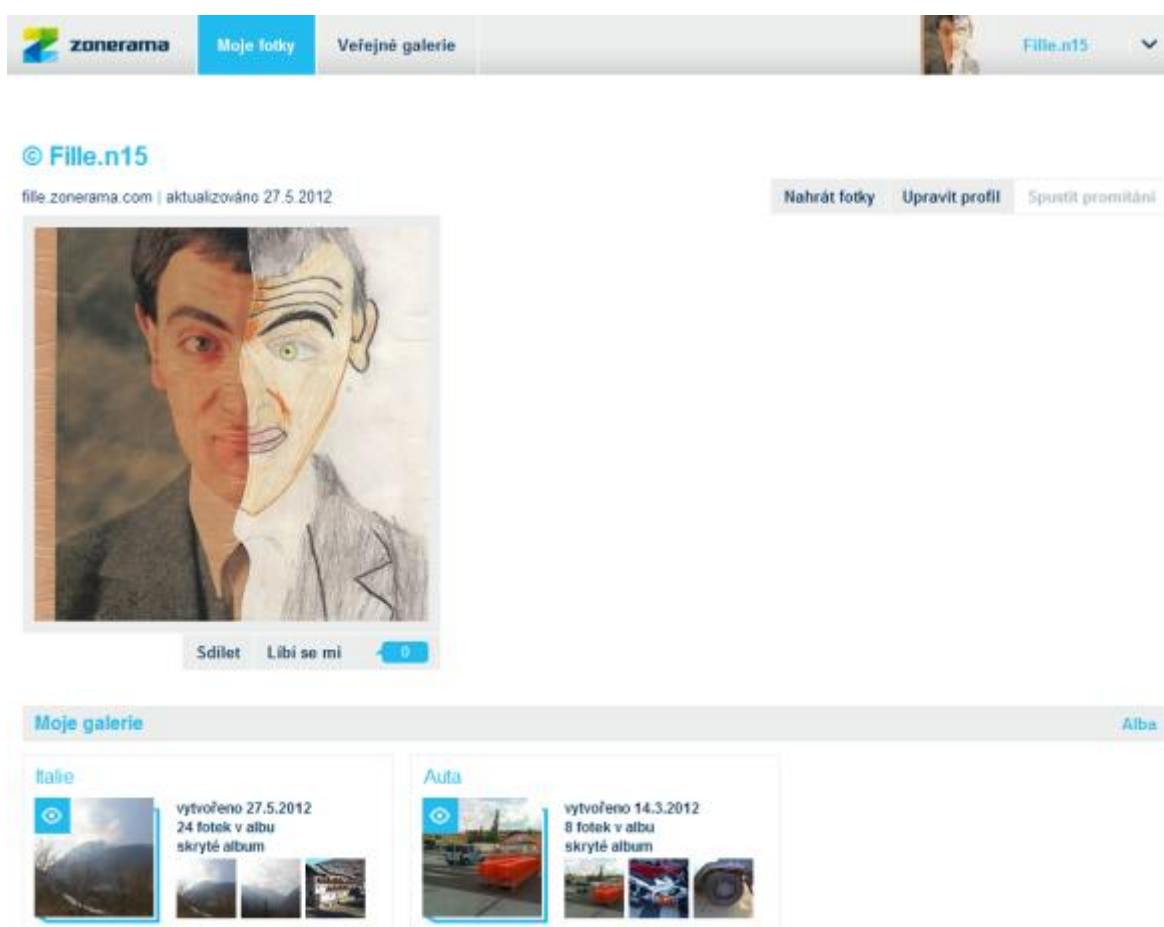 zonerama
Moje fotky
Veřejné galerie
Fille.n15
© Fille.n15
fille.zonerama.com | aktualizováno 27.5.2012
Nahrát fotky
Upravit profil
Spustit promítání
Sdílet
Líbí se mi
0
Moje galerie
Alba
Itálie
vytvořeno 27.5.2012
24 fotek v albu
skryté album
Auta
vytvořeno 14.3.2012
8 fotek v albu
skryté album